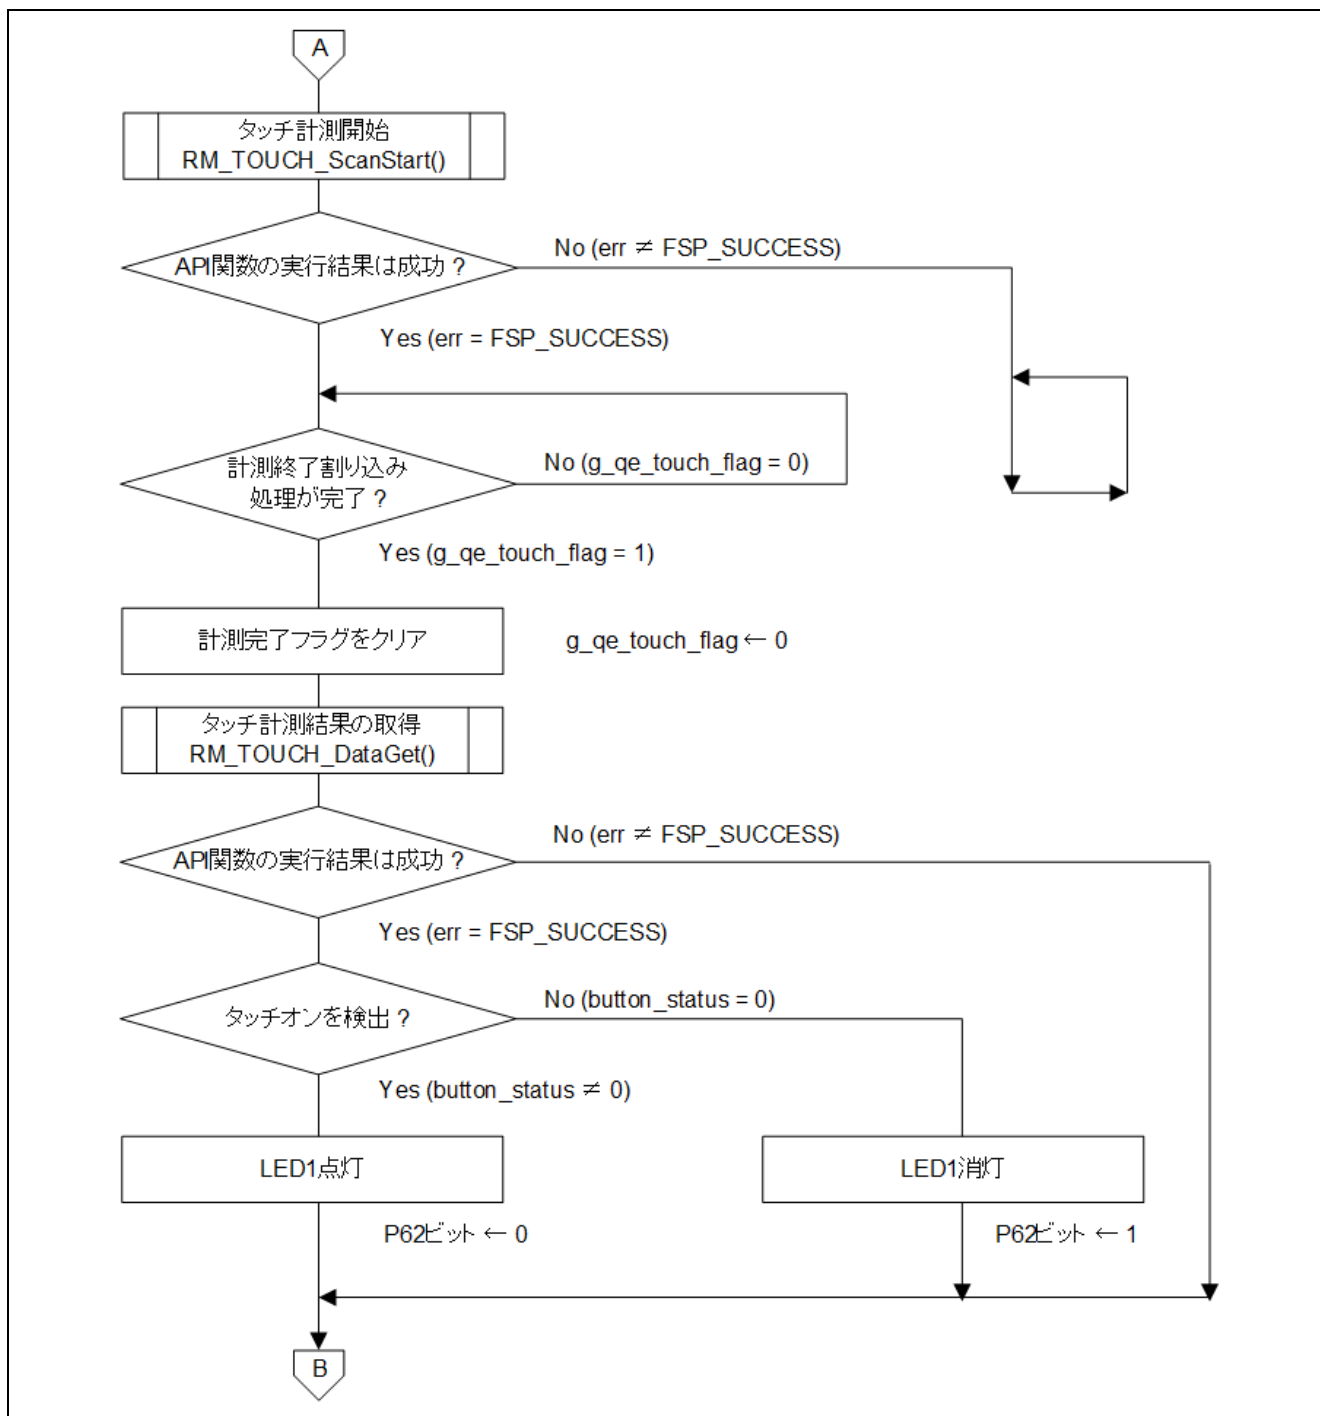 A
タッチ計測開始
RM_TOUCH_ScanStart()
API関数の実行結果は成功？
No (err ≠ FSP_SUCCESS)
Yes (err = FSP_SUCCESS)
計測終了割り込み
処理が完了？
No (g_qe_touch_flag = 0)
Yes (g_qe_touch_flag = 1)
計測完了フラグをクリア
g_qe_touch_flag ← 0
タッチ計測結果の取得
RM_TOUCH_DataGet()
API関数の実行結果は成功？
No (err ≠ FSP_SUCCESS)
Yes (err = FSP_SUCCESS)
タッチオンを検出？
No (button_status = 0)
Yes (button_status ≠ 0)
LED1点灯
LED1消灯
P62ビット ← 0
P62ビット ← 1
B